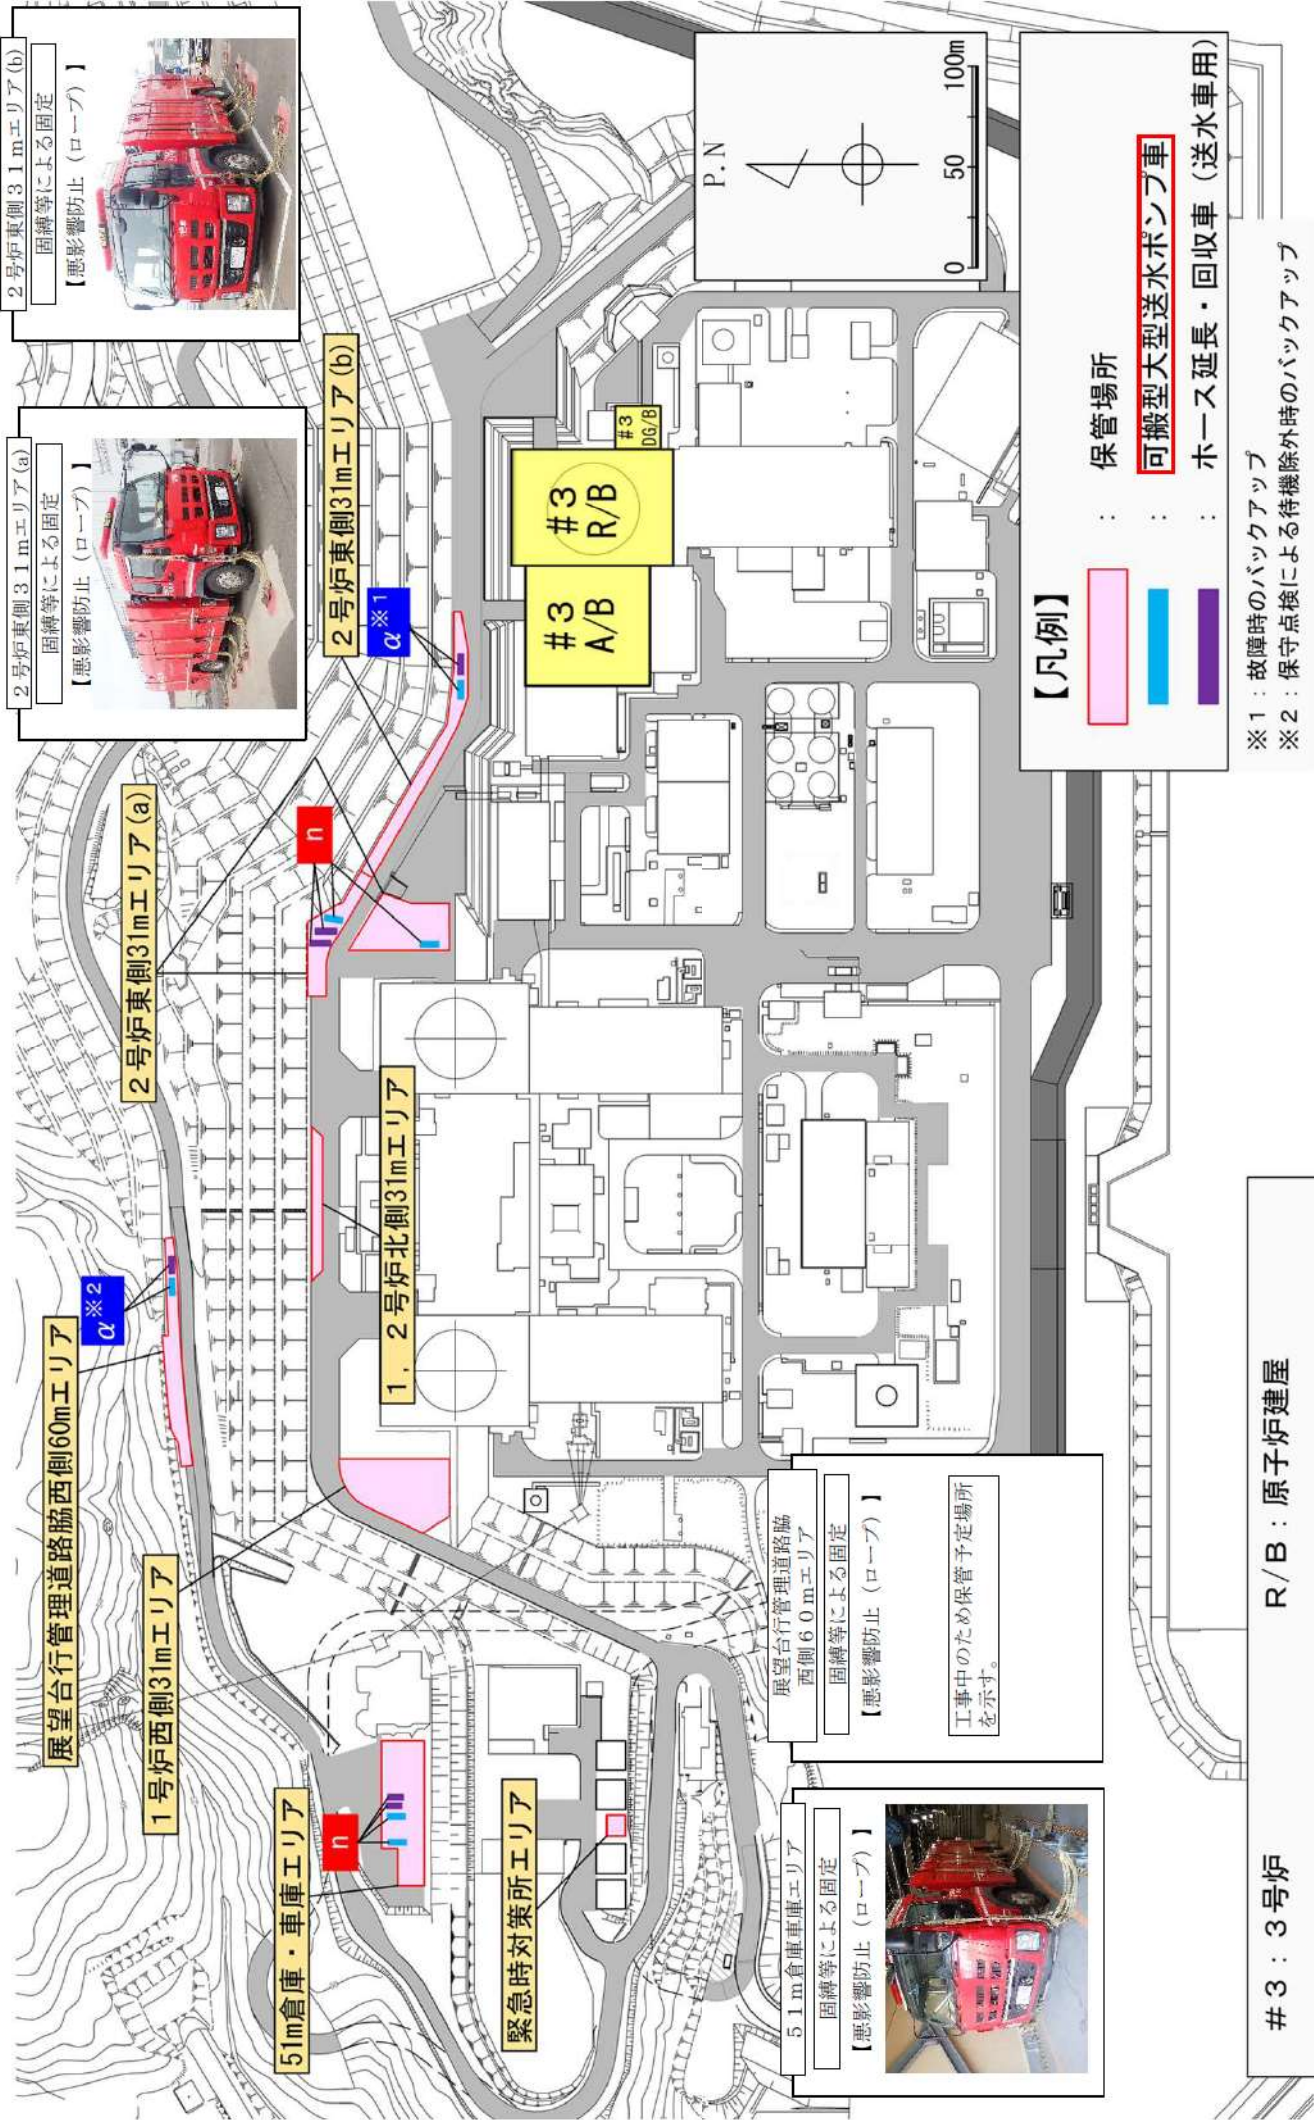 51m倉庫・車庫エリア
n
緊急時対策所エリア
1号炉西側31mエリア
展望台行管理道路脇西側60mエリア
α※2
1，2号炉北側31mエリア
2号炉東側31mエリア(a)
n
2号炉東側31mエリア(b)
α※1
#3
A/B
#3
R/B
#3
DG/B
2号炉東側31mエリア(a)
固縛等による固定
【悪影響防止（ロープ）】
2号炉東側31mエリア(b)
固縛等による固定
【悪影響防止（ロープ）】
P.N
0 50 100m
51m倉庫車庫エリア
固縛等による固定
【悪影響防止（ロープ）】
展望台行管理道路脇
西側60mエリア
固縛等による固定
【悪影響防止（ロープ）】
工事中のため保管予定場所
を示す。
【凡例】
： 保管場所
： 可搬型大型送水ポンプ車
： ホース延長・回収車（送水車用）
※1：故障時のバックアップ
※2：保守点検による待機除外時のバックアップ
#3：3号炉 R/B：原子炉建屋